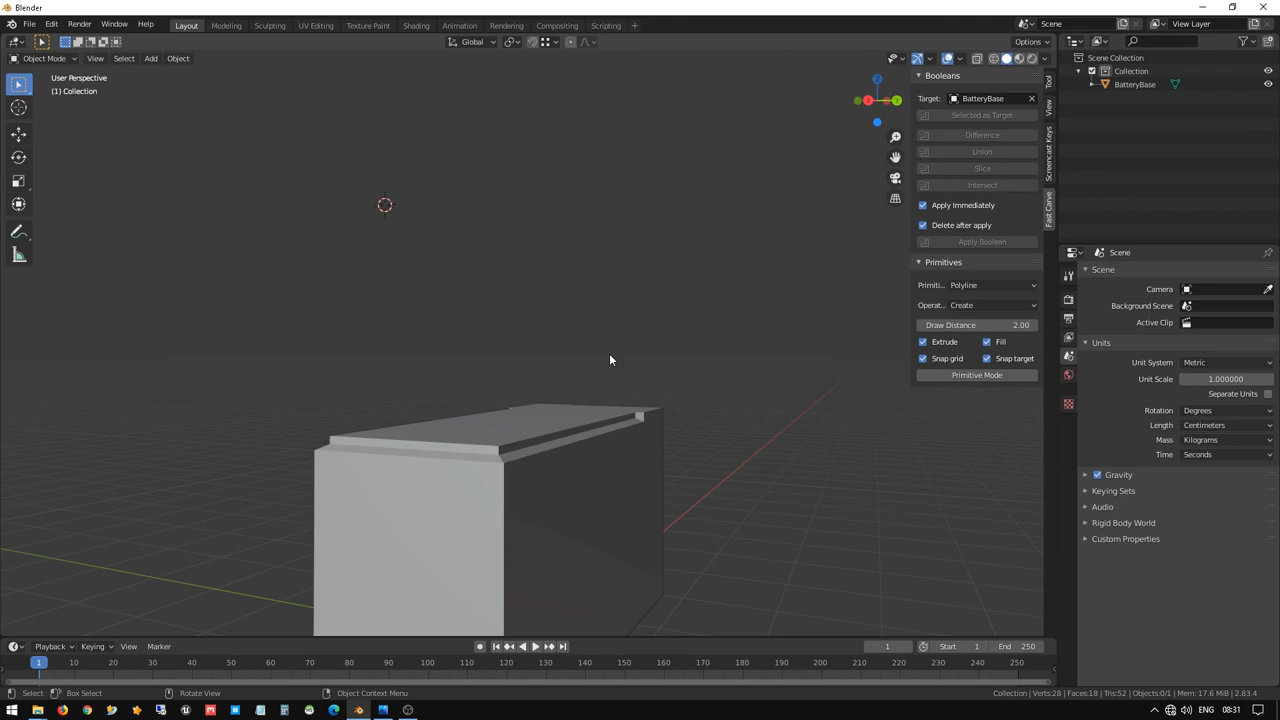 Blender
File Edit Render Window Help Layout Modeling Sculpting UV Editing Texture Paint Shading Animation Rendering Compositing Scripting + Scene View Layer
Global Options
Object Mode View Select Add Object
User Perspective
(1) Collection
Z
Y
X
Booleans
Target: BatteryBase
Selected as Target
Difference
Union
Slice
Intersect
Apply Immediately
Delete after apply
Apply Boolean
Primitives
Primiti... Polyline
Operat... Create
Draw Distance 2.00
Extrude Fill
Snap grid Snap target
Primitive Mode
Tool
View
Screencast Keys
Fast Carve
Scene Collection
Collection
BatteryBase
Scene
Scene
Camera
Background Scene
Active Clip
Units
Unit System Metric
Unit Scale 1.000000
Separate Units
Rotation Degrees
Length Centimeters
Mass Kilograms
Time Seconds
Gravity
Keying Sets
Audio
Rigid Body World
Custom Properties
Playback Keying View Marker 1 Start 1 End 250
1 10 20 30 40 50 60 70 80 90 100 110 120 130 140 150 160 170 180 190 200 210 220 230 240 250
Select Box Select Rotate View Object Context Menu Collection | Verts:28 | Faces:18 | Tris:52 | Objects:0/1 | Mem: 17.6 MiB | 2.83.4
ENG 08:31